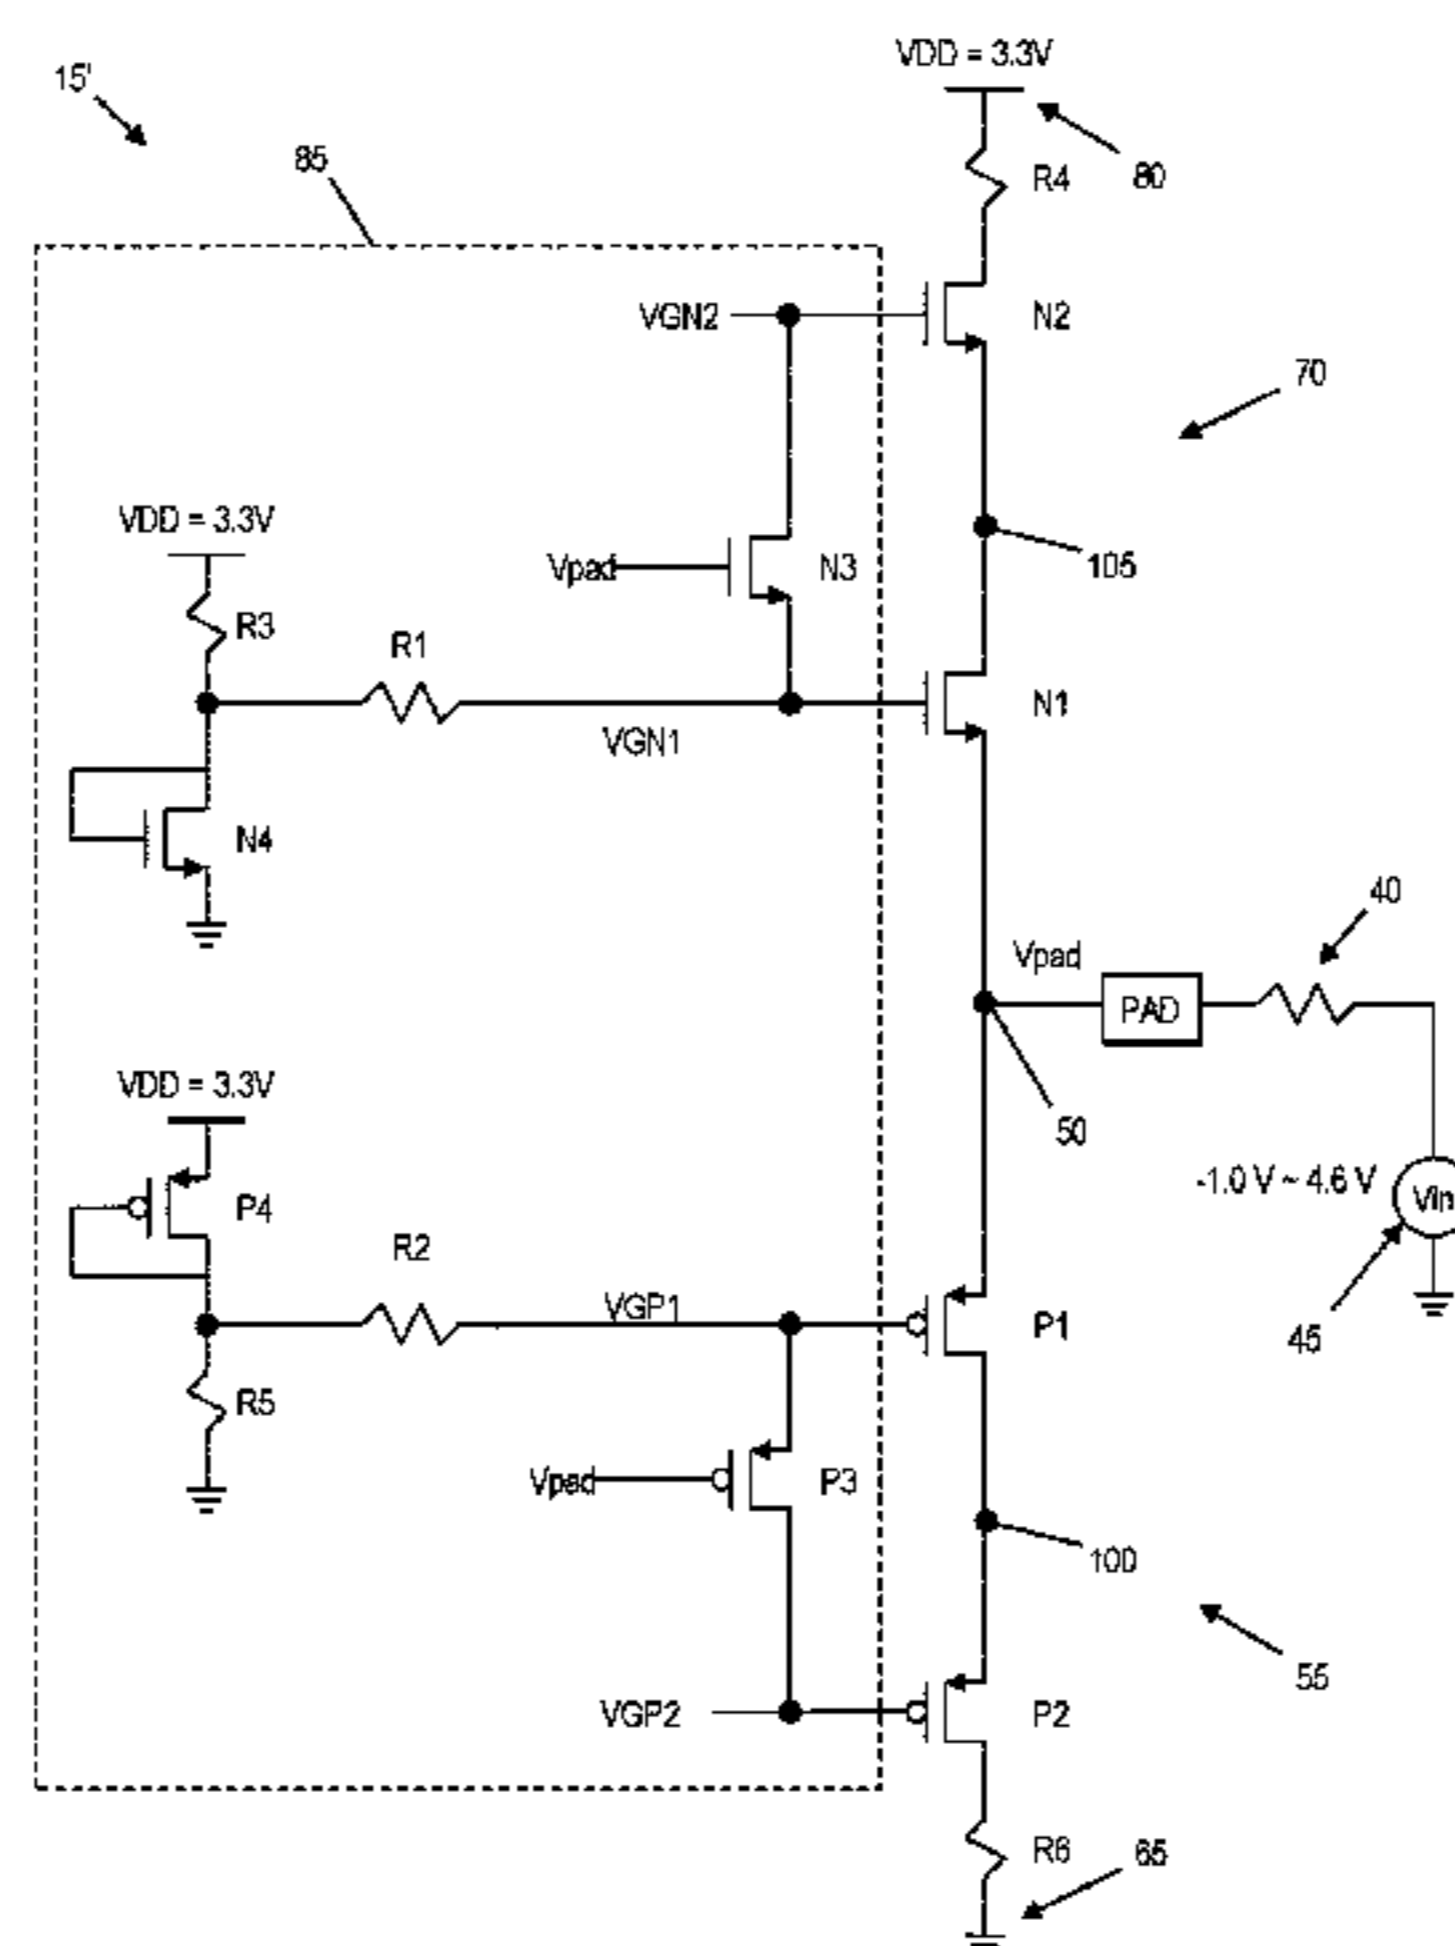 VDD = 3.3V
15'
85
R4
80
VGN2
N2
70
VDD = 3.3V
Vpad
N3
105
R3
R1
N1
VGN1
N4
40
Vpad
PAD
VDD = 3.3V
50
-1.0 V ~ 4.6 V
Vin
P4
R2
VGP1
P1
45
R5
Vpad
P3
100
55
VGP2
P2
R6
65